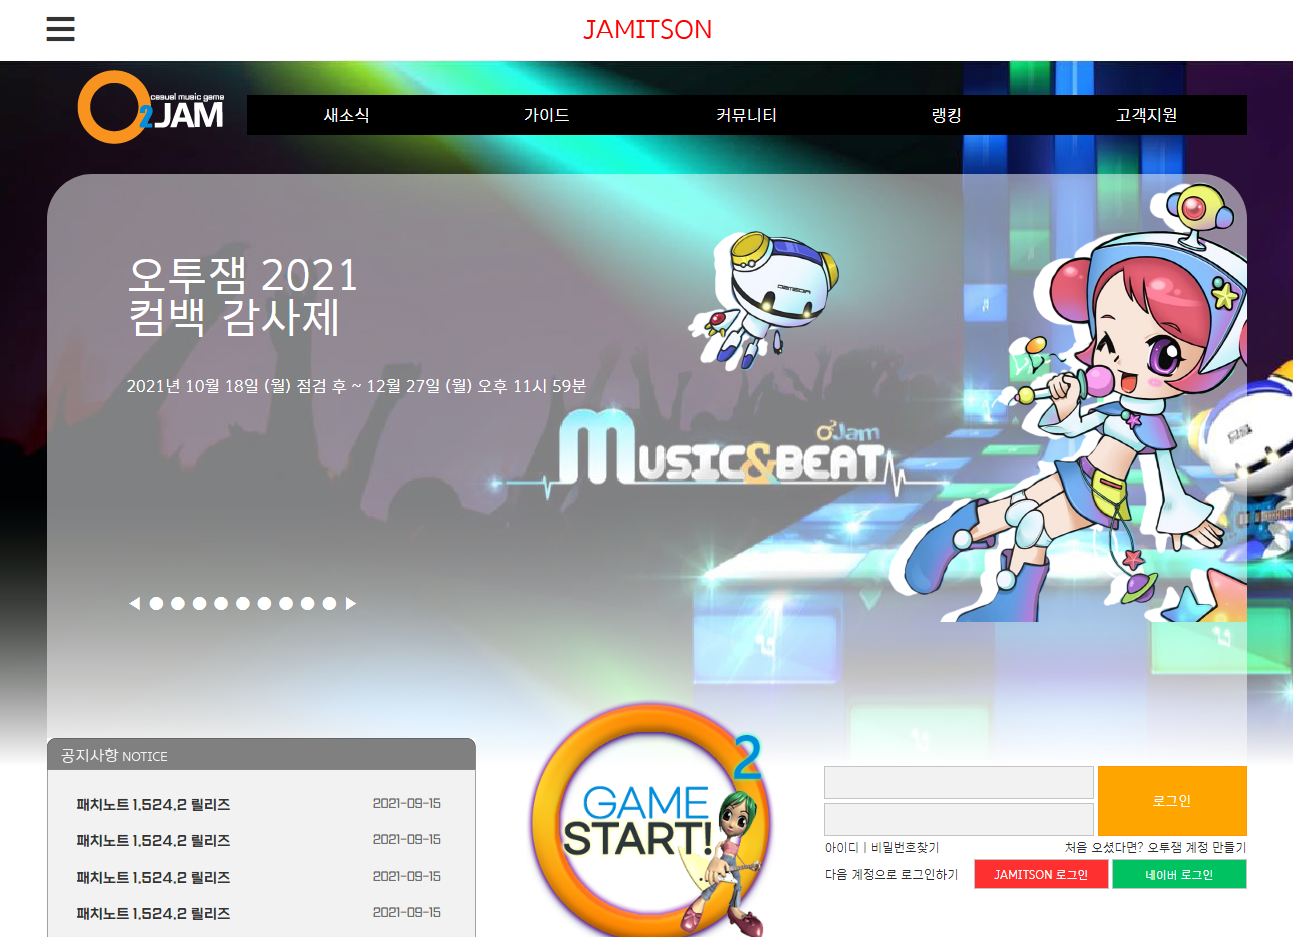 JAMITSON
casual music game
O2JAM
새소식
가이드
커뮤니티
랭킹
고객지원
오투잼 2021
컴백 감사제
2021년 10월 18일 (월) 점검 후 ~ 12월 27일 (월) 오후 11시 59분
O2Jam
MUSIC&BEAT
공지사항 NOTICE
패치노트 1.524.2 릴리즈 2021-09-15
패치노트 1.524.2 릴리즈 2021-09-15
패치노트 1.524.2 릴리즈 2021-09-15
패치노트 1.524.2 릴리즈 2021-09-15
2
GAME
START!
로그인
아이디 | 비밀번호찾기
처음 오셨다면? 오투잼 계정 만들기
다음 계정으로 로그인하기
JAMITSON 로그인
네이버 로그인